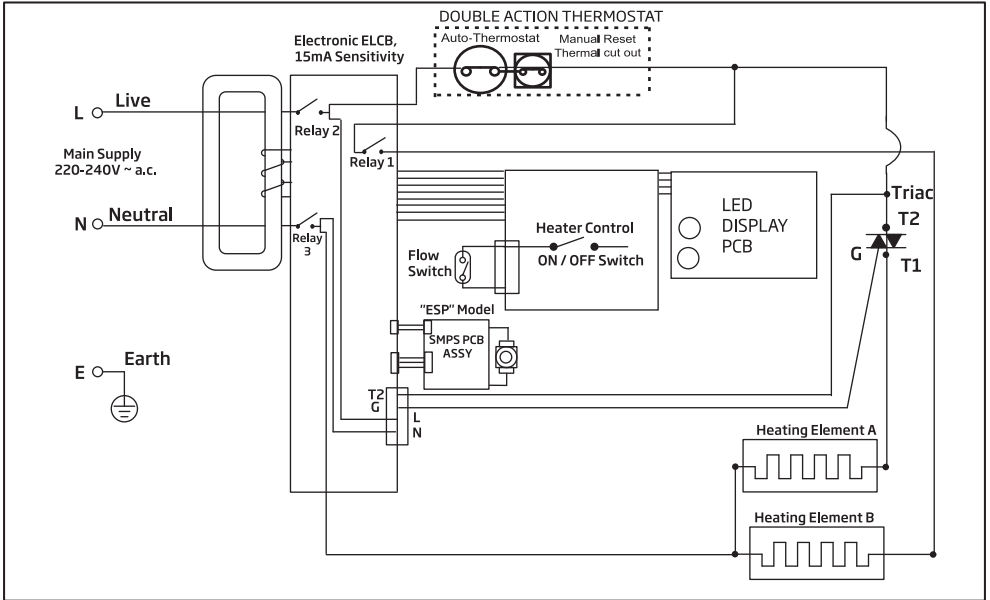 DOUBLE ACTION THERMOSTAT
Auto-Thermostat
Manual Reset
Thermal cut out
Electronic ELCB,
15mA Sensitivity
L
Live
Relay 2
Main Supply
220-240V ~ a.c.
Relay 1
N
Neutral
Relay
3
Triac
T2
G
T1
LED
DISPLAY
PCB
Heater Control
ON / OFF Switch
Flow
Switch
"ESP" Model
SMPS PCB
ASSY
E
Earth
T2
G
L
N
Heating Element A
Heating Element B